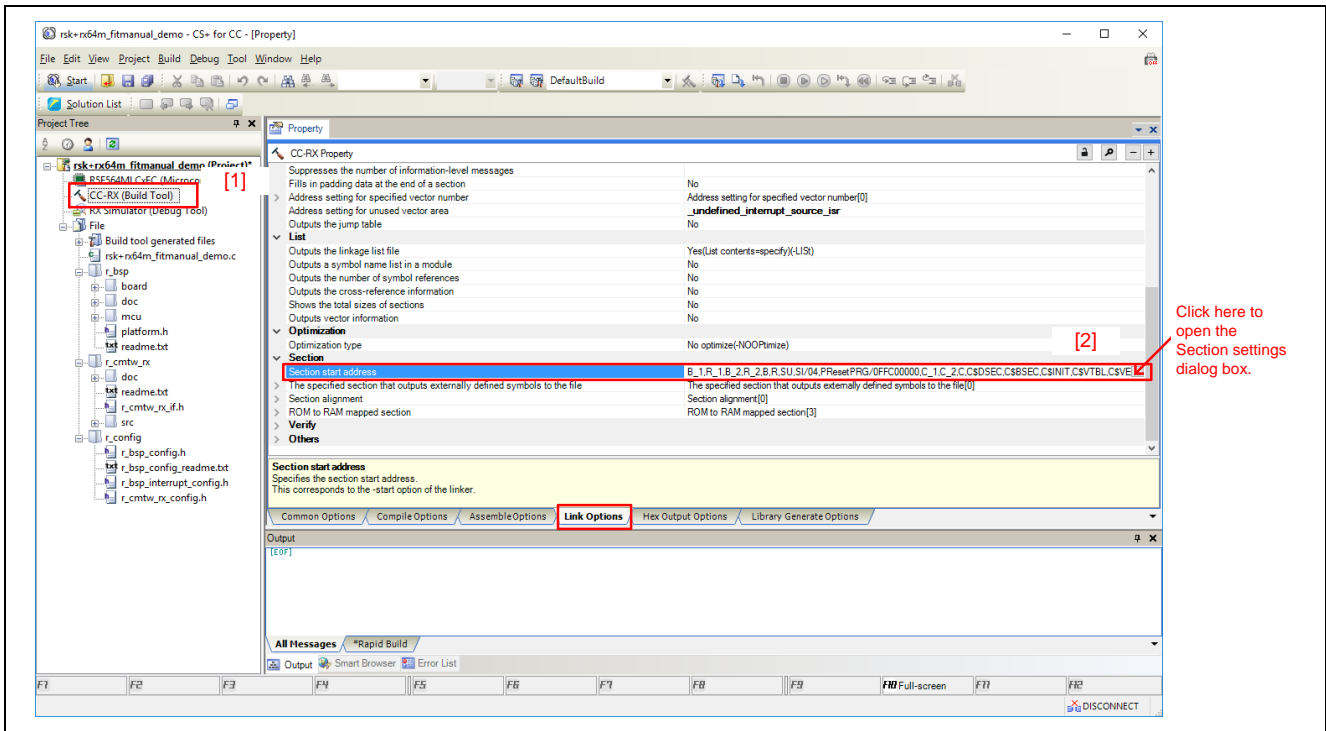 rsk+rx64m_fitmanual_demo - CS+ for CC - [Property]
File Edit View Project Build Debug Tool Window Help
Start DefaultBuild
Solution List
Project Tree
rsk+rx64m_fitmanual_demo (Project)*
R5F564MLCxFC (Microco
[1]
CC-RX (Build Tool)
RX Simulator (Debug Tool)
File
Build tool generated files
rsk+rx64m_fitmanual_demo.c
r_bsp
board
doc
mcu
platform.h
readme.txt
r_cmtw_rx
doc
readme.txt
r_cmtw_rx_if.h
src
r_config
r_bsp_config.h
r_bsp_config_readme.txt
r_bsp_interrupt_config.h
r_cmtw_rx_config.h
Property
CC-RX Property
Suppresses the number of information-level messages
Fills in padding data at the end of a section No
Address setting for specified vector number Address setting for specified vector number[0]
Address setting for unused vector area _undefined_interrupt_source_isr
Outputs the jump table No
List
Outputs the linkage list file Yes(List contents=specify)(-LISt)
Outputs a symbol name list in a module No
Outputs the number of symbol references No
Outputs the cross-reference information No
Shows the total sizes of sections No
Outputs vector information No
Optimization
Optimization type No optimize(-NOOPtimize)
[2]
Section
Section start address B_1,R_1,B_2,R_2,B,R,SU,SI/04,PResetPRG/0FFC00000,C_1,C_2,C,C$DSEC,C$BSEC,C$INIT,C$VTBL,C$VE
The specified section that outputs externally defined symbols to the file The specified section that outputs externally defined symbols to the file[0]
Section alignment Section alignment[0]
ROM to RAM mapped section ROM to RAM mapped section[3]
Verify
Others
Section start address
Specifies the section start address.
This corresponds to the -start option of the linker.
Common Options Compile Options Assemble Options Link Options Hex Output Options Library Generate Options
Output
[EOF]
All Messages *Rapid Build
Output Smart Browser Error List
F1 F2 F3 F4 F5 F6 F7 F8 F9 F10 Full-screen F11 F12
DISCONNECT
Click here to
open the
Section settings
dialog box.